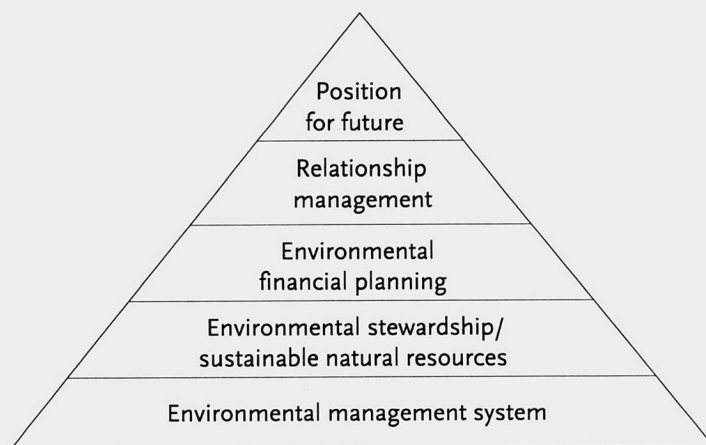 Position
for future
Relationship
management
Environmental
financial planning
Environmental stewardship/
sustainable natural resources
Environmental management system